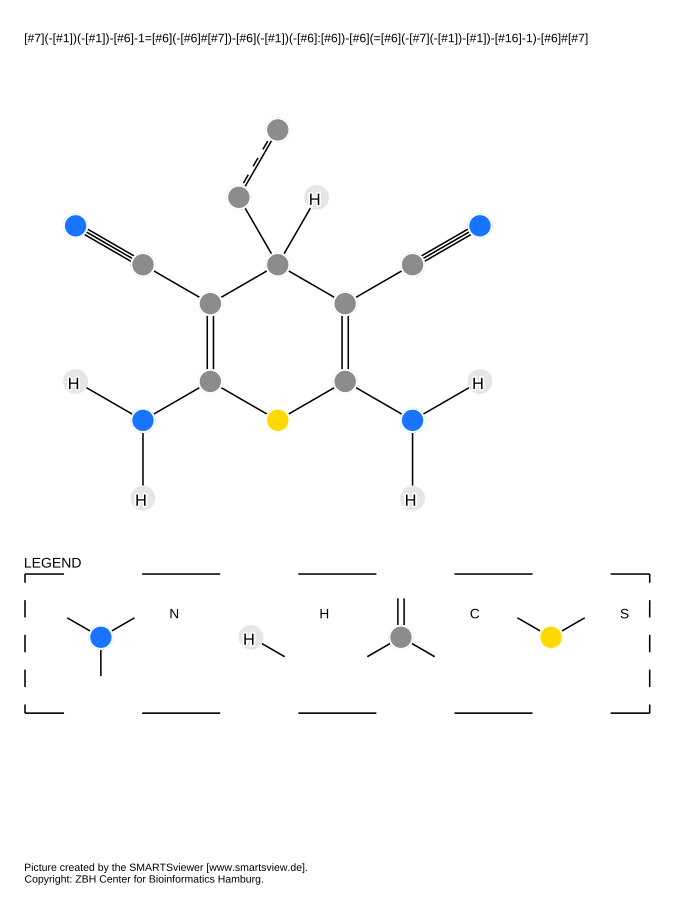 [#7](-[#1])(-[#1])-[#6]-1=[#6](-[#6]#[#7])-[#6](-[#1])(-[#6]:[#6])-[#6](=[#6](-[#7](-[#1])-[#1])-[#16]-1)-[#6]#[#7]
H
H H
H H
LEGEND
N H C S
H
Picture created by the SMARTSviewer [www.smartsview.de].
Copyright: ZBH Center for Bioinformatics Hamburg.